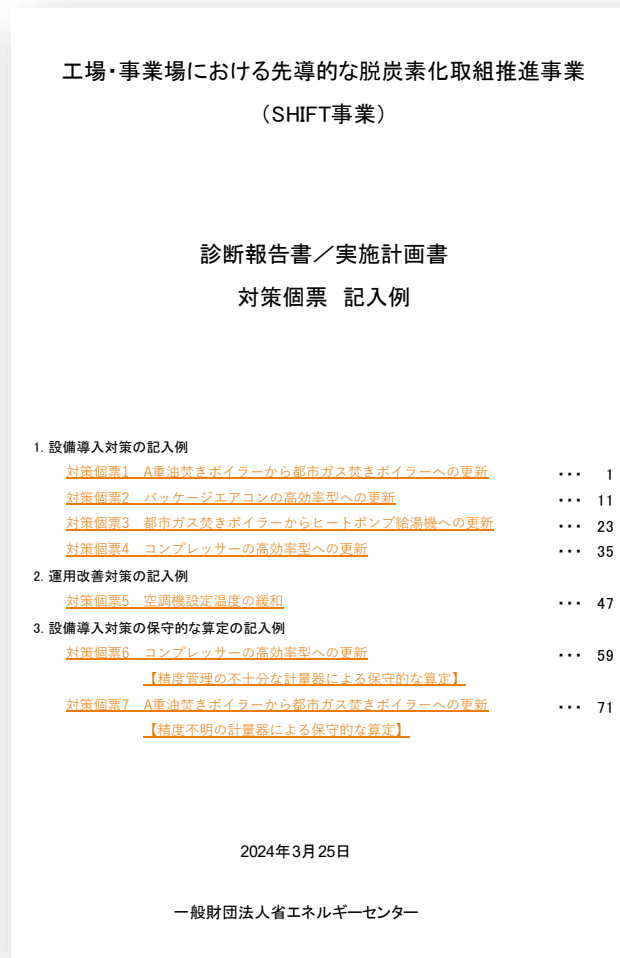 工場・事業場における先導的な脱炭素化取組推進事業
（SHIFT事業）
診断報告書／実施計画書
対策個票　記入例
1. 設備導入対策の記入例
対策個票1　A重油焚きボイラーから都市ガス焚きボイラーへの更新 ・・・ 1
対策個票2　パッケージエアコンの高効率型への更新 ・・・ 11
対策個票3　都市ガス焚きボイラーからヒートポンプ給湯機への更新 ・・・ 23
対策個票4　コンプレッサーの高効率型への更新 ・・・ 35
2. 運用改善対策の記入例
対策個票5　空調機設定温度の緩和 ・・・ 47
3. 設備導入対策の保守的な算定の記入例
対策個票6　コンプレッサーの高効率型への更新 ・・・ 59
【精度管理の不十分な計量器による保守的な算定】
対策個票7　A重油焚きボイラーから都市ガス焚きボイラーへの更新 ・・・ 71
【精度不明の計量器による保守的な算定】
2024年3月25日
一般財団法人省エネルギーセンター